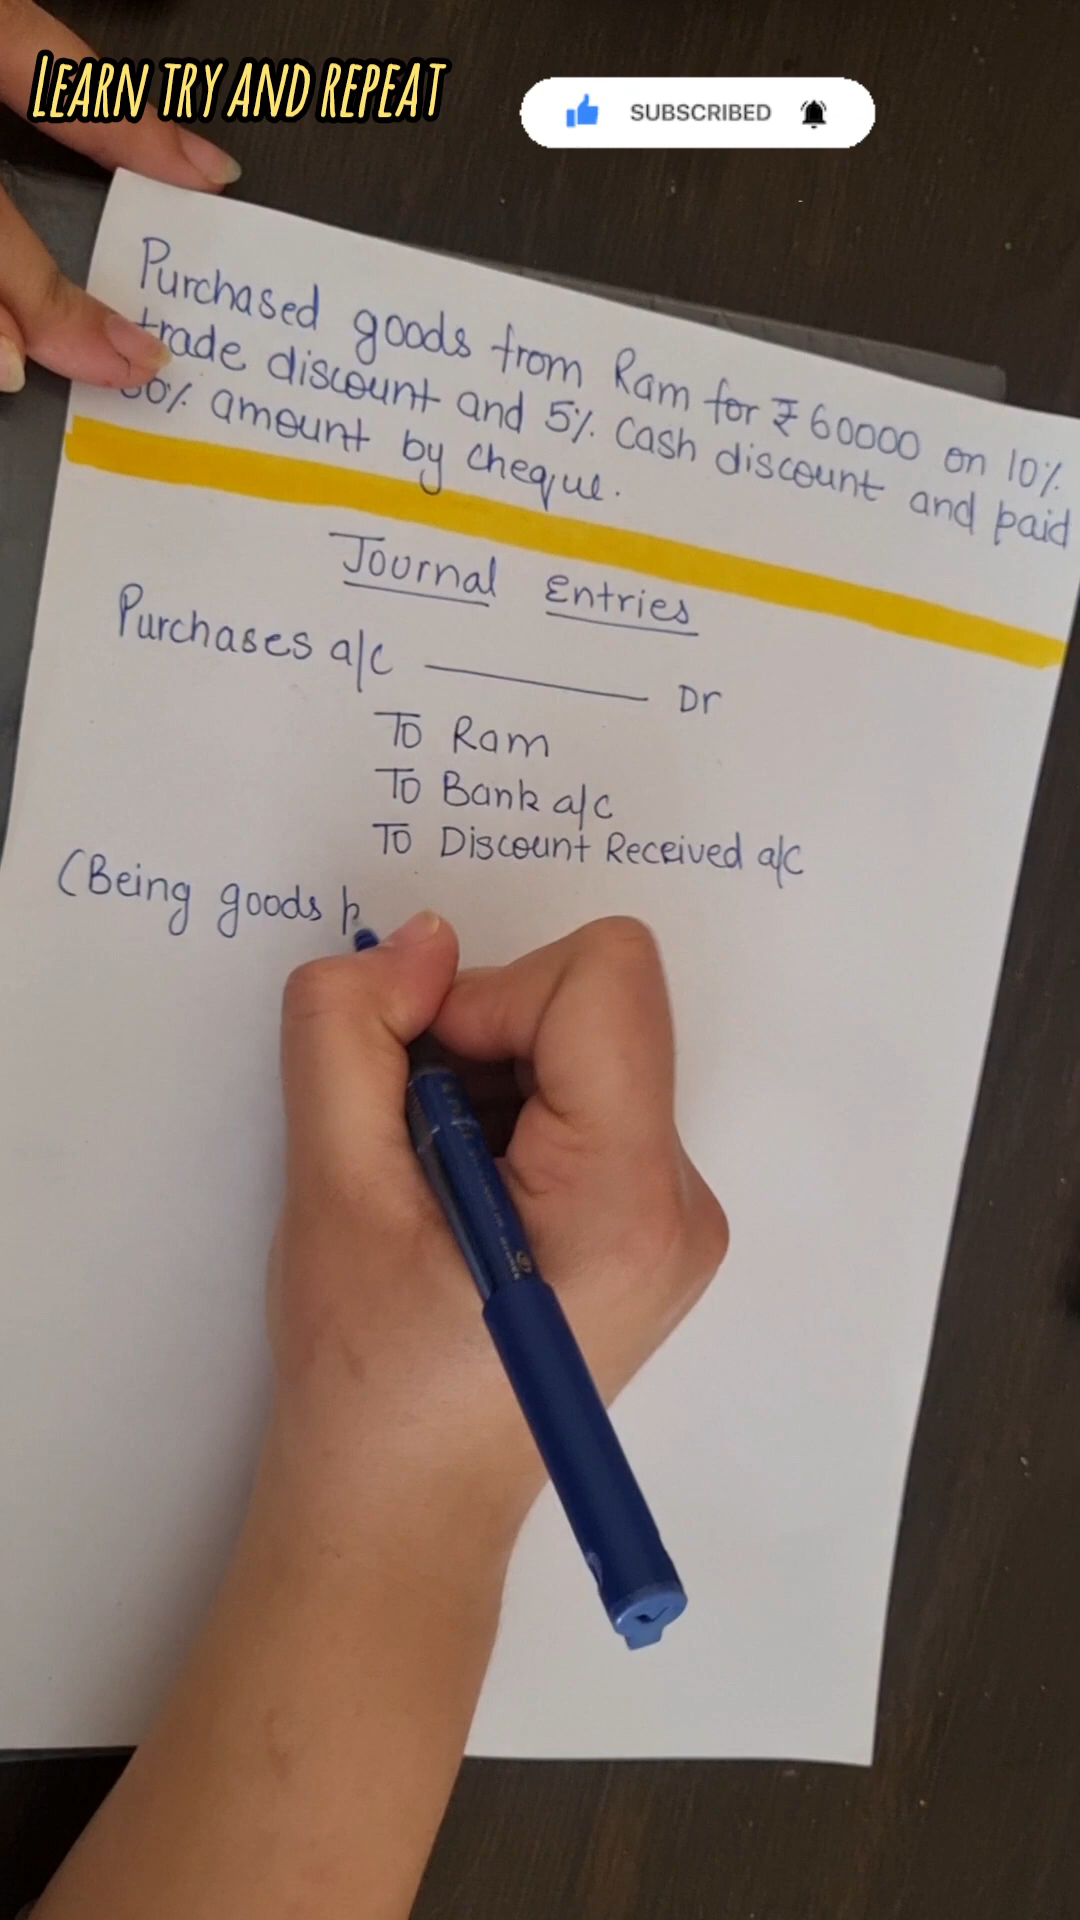 LEARN TRY AND REPEAT
SUBSCRIBED
Purchased goods from Ram for ₹60000 on 10%
trade discount and 5% cash discount and paid
amount by cheque.
Journal Entries
Purchases a/c Dr
To Ram
To Bank a/c
To Discount Received a/c
(Being goods p